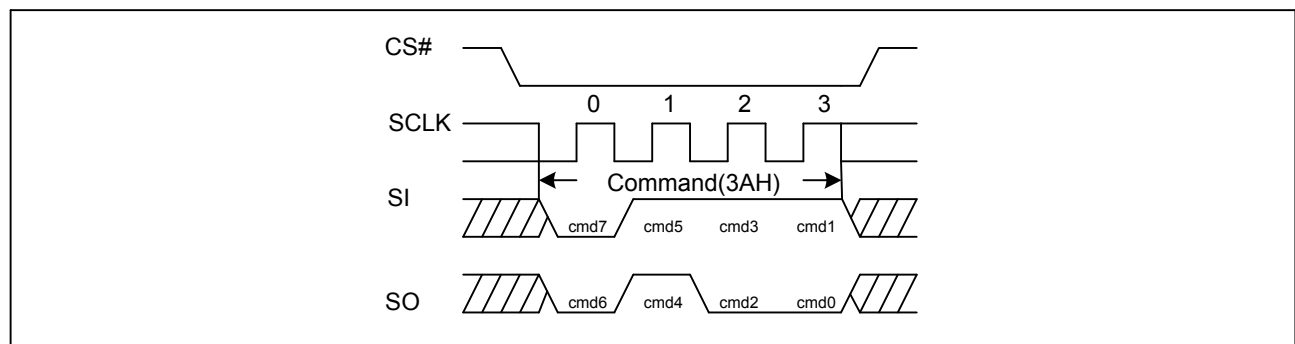 CS#
0 1 2 3
SCLK
Command(3AH)
SI
cmd7 cmd5 cmd3 cmd1
SO
cmd6 cmd4 cmd2 cmd0